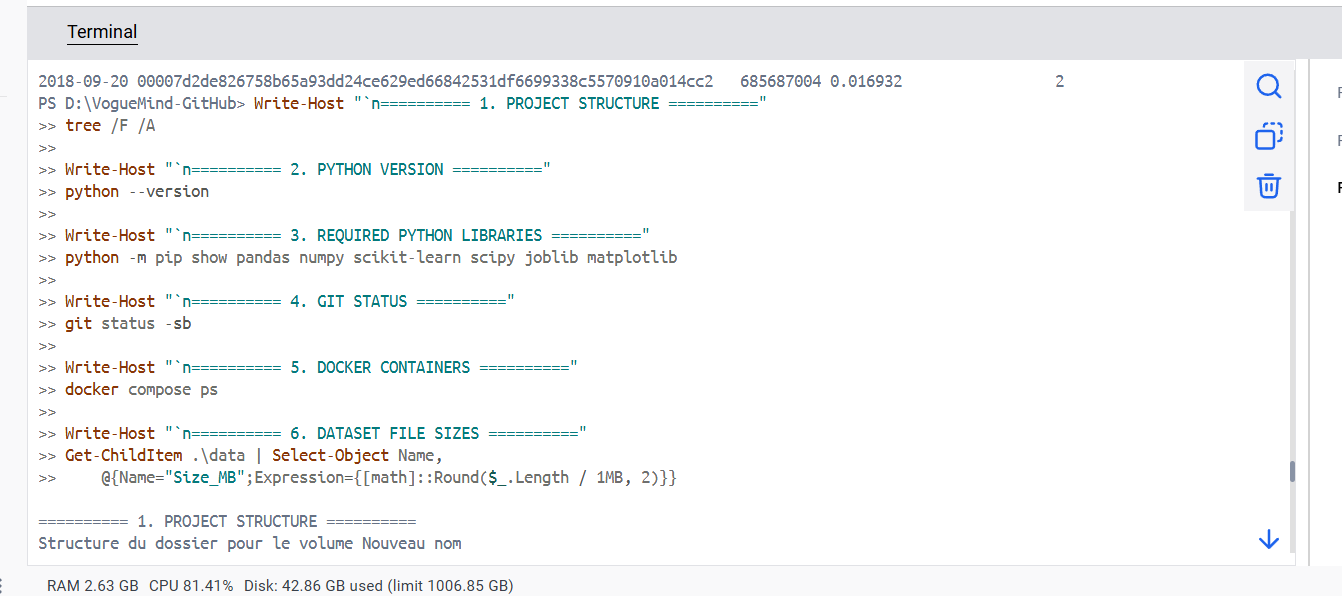 Terminal
2018-09-20 00007d2de826758b65a93dd24ce629ed66842531df6699338c5570910a014cc2 685687004 0.016932 2
PS D:\VogueMind-GitHub> Write-Host "`n========== 1. PROJECT STRUCTURE =========="
>> tree /F /A
>>
>> Write-Host "`n========== 2. PYTHON VERSION =========="
>> python --version
>>
>> Write-Host "`n========== 3. REQUIRED PYTHON LIBRARIES =========="
>> python -m pip show pandas numpy scikit-learn scipy joblib matplotlib
>>
>> Write-Host "`n========== 4. GIT STATUS =========="
>> git status -sb
>>
>> Write-Host "`n========== 5. DOCKER CONTAINERS =========="
>> docker compose ps
>>
>> Write-Host "`n========== 6. DATASET FILE SIZES =========="
>> Get-ChildItem .\data | Select-Object Name,
>>     @{Name="Size_MB";Expression={[math]::Round($_.Length / 1MB, 2)}}
========== 1. PROJECT STRUCTURE ==========
Structure du dossier pour le volume Nouveau nom
RAM 2.63 GB CPU 81.41% Disk: 42.86 GB used (limit 1006.85 GB)